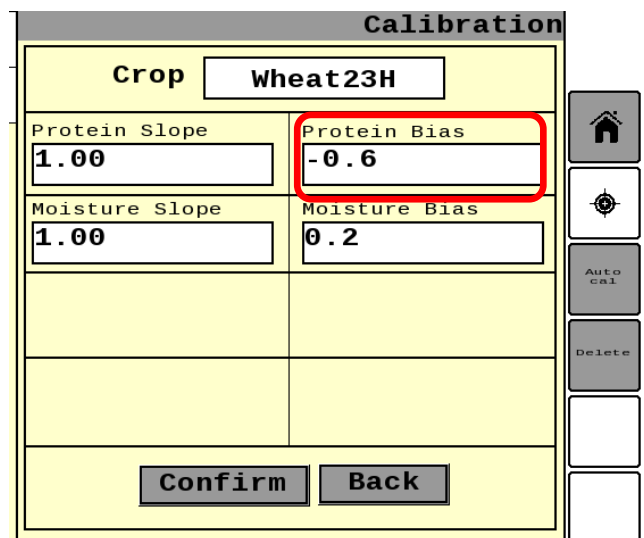 Calibration
Crop Wheat23H
Protein Slope Protein Bias
1.00 -0.6
Moisture Slope Moisture Bias
1.00 0.2
Auto
cal
Delete
Confirm Back